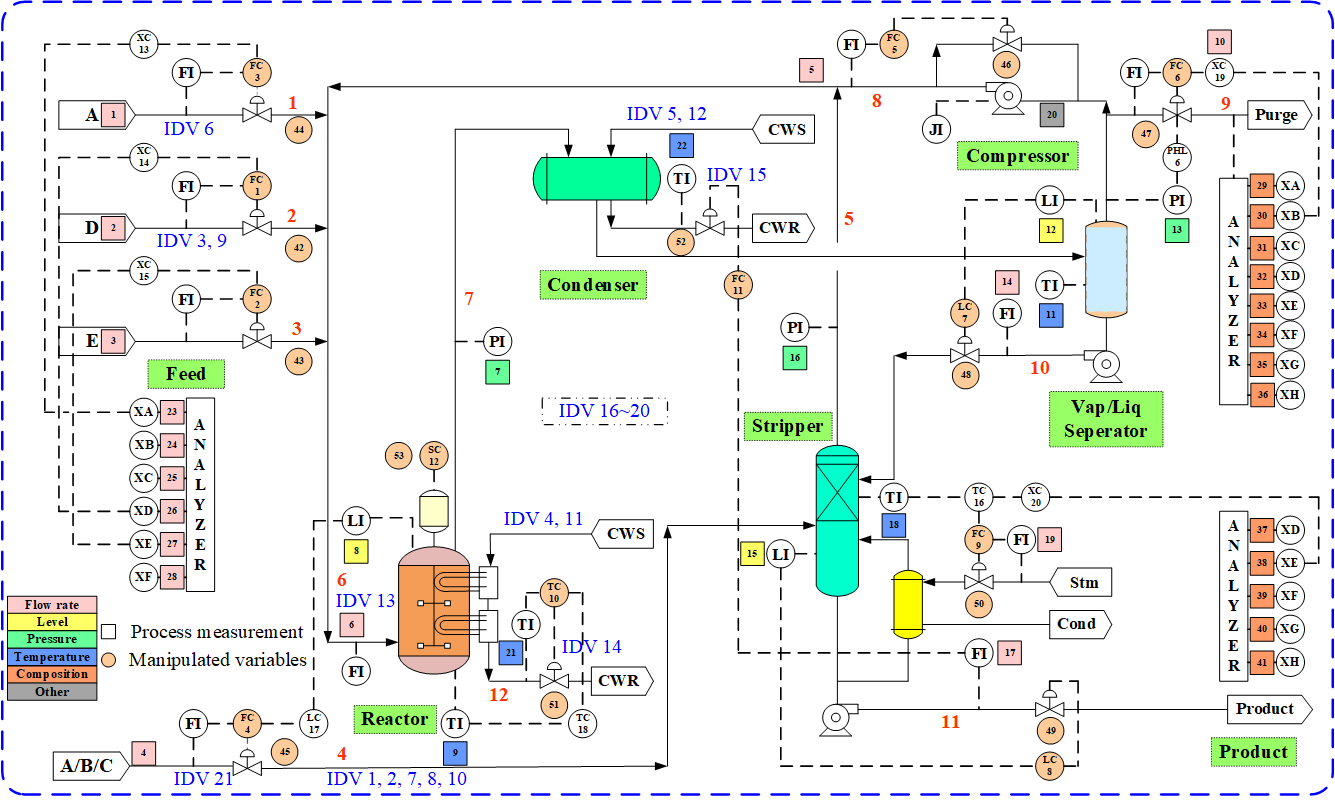 XC
13
FI
FC
3
A
1
IDV 6
1
44
XC
14
FI
FC
1
D
2
IDV 3, 9
2
42
XC
15
FI
FC
2
E
3
3
43
Feed
XA
23
XB
24
XC
25
XD
26
XE
27
XF
28
ANALYZER
Flow rate
Level
Pressure
Temperature
Composition
Other
Process measurement
Manipulated variables
A/B/C
4
FI
FC
4
45
IDV 21
4
IDV 1, 2, 7, 8, 10
LC
17
LI
8
6
IDV 13
6
FI
53
SC
12
Reactor
TI
9
IDV 4, 11
CWS
TC
10
TI
21
IDV 14
12
51
CWR
TC
18
7
PI
7
IDV 16~20
IDV 5, 12
CWS
22
TI
IDV 15
52
CWR
Condenser
FC
11
5
8
5
FI
FC
5
46
JI
20
Compressor
10
FI
FC
6
XC
19
47
9
Purge
PHL
6
PI
13
LI
12
14
TI
11
FI
LC
7
48
10
Vap/Liq
Seperator
ANALYZER
29
XA
30
XB
31
XC
32
XD
33
XE
34
XF
35
XG
36
XH
PI
16
Stripper
TI
18
TC
16
XC
20
FC
9
FI
19
15
LI
50
Stm
Cond
FI
17
11
49
LC
8
Product
Product
ANALYZER
37
XD
38
XE
39
XF
40
XG
41
XH